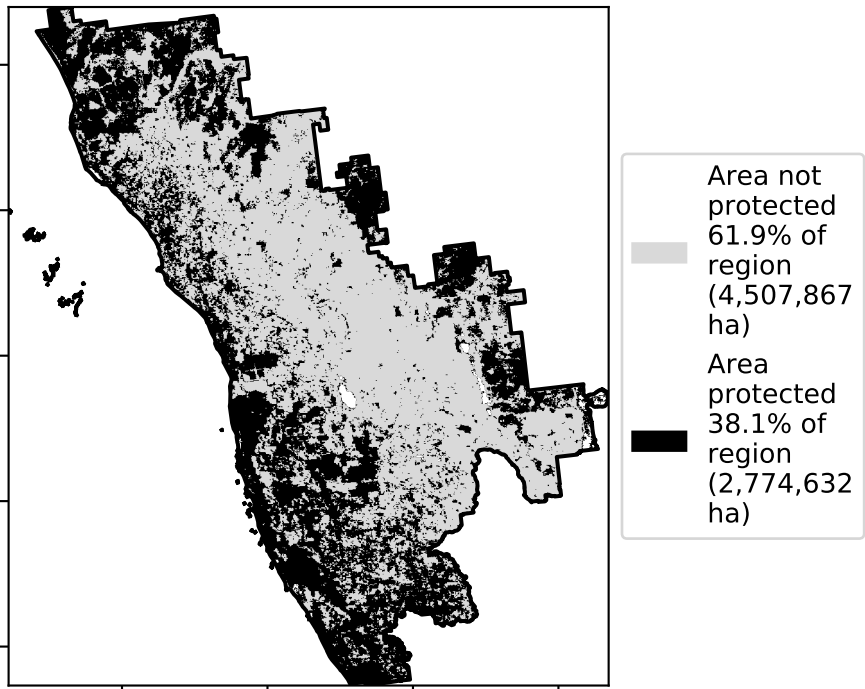 Area not
protected
61.9% of
region
(4,507,867
ha)
Area
protected
38.1% of
region
(2,774,632
ha)